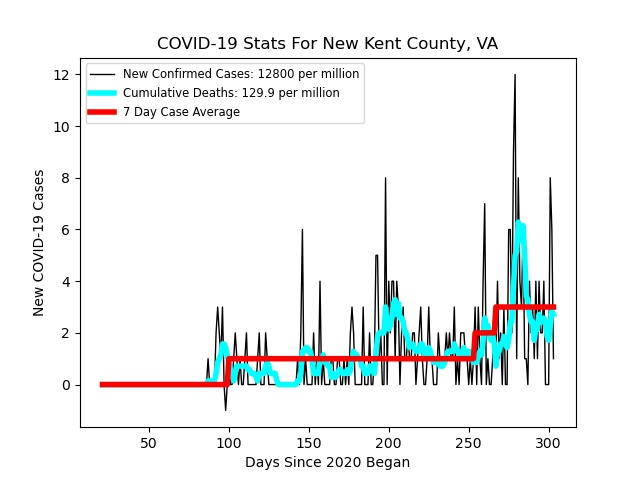 COVID-19 Stats For New Kent County, VA
New Confirmed Cases: 12800 per million
Cumulative Deaths: 129.9 per million
7 Day Case Average
New COVID-19 Cases
12
10
8
6
4
2
0
50 100 150 200 250 300
Days Since 2020 Began